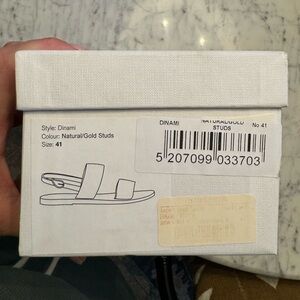 Style: Dinami
Colour: Natural/Gold Studs
Size: 41
DINAMI
NATURAL/GOLD
STUDS
No 41
5 207099 033703